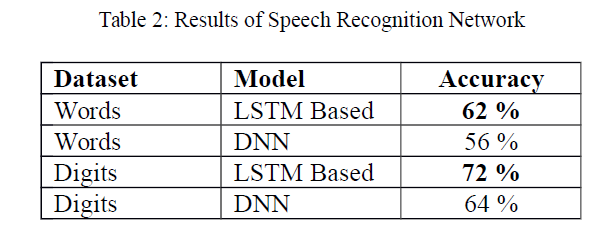 Table 2: Results of Speech Recognition Network
Dataset Model Accuracy
Words LSTM Based 62 %
Words DNN 56 %
Digits LSTM Based 72 %
Digits DNN 64 %